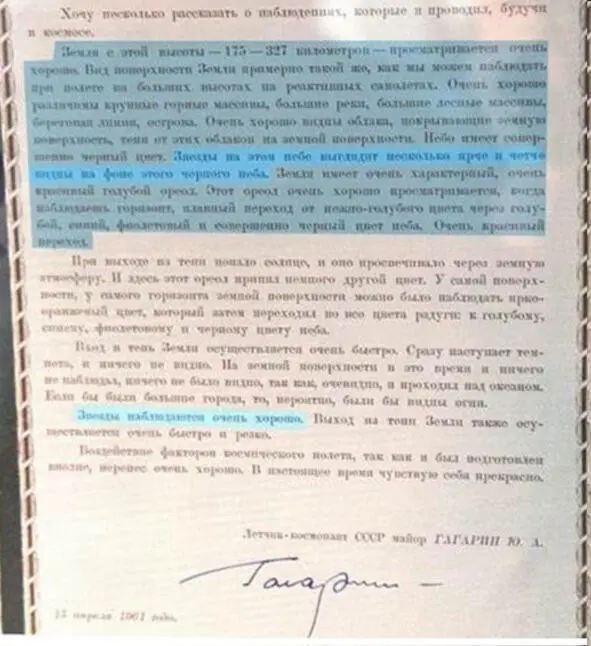 Хочу несколько рассказать о наблюдениях, которые я проводил, будучи
в космосе.
Земля с этой высоты — 175 — 327 километров — просматривается очень
хорошо. Вид поверхности Земли примерно такой же, как мы можем наблюдать
при полете на больших высотах на реактивных самолетах. Очень хорошо
различимы крупные горные массивы, большие реки, большие лесные массивы,
береговая линия, острова. Очень хорошо видны облака, покрывающие земную
поверхность, тени от этих облаков на земной поверхности. Небо имеет совер-
шенно черный цвет. Звезды на этом небе выглядят несколько ярче и четче
видны на фоне этого черного неба. Земля имеет очень характерный, очень
красивый голубой ореол. Этот ореол очень хорошо просматривается, когда
наблюдаешь горизонт, плавный переход от нежно-голубого цвета через голу-
бой, синий, фиолетовый и совершенно черный цвет неба. Очень красивый
переход.
При выходе из тени попало солнце, и оно просвечивало через земную
атмосферу. И здесь этот ореол принял немного другой цвет. У самой поверх-
ности, у самого горизонта земной поверхности можно было наблюдать ярко-
оранжевый цвет, который затем переходил во все цвета радуги: к голубому,
синему, фиолетовому и черному цвету неба.
Вход в тень Земли осуществляется очень быстро. Сразу наступает тем-
нота, и ничего не видно. На земной поверхности я в это время я ничего
не наблюдал, ничего не было видно, так как, очевидно, я проходил над океаном.
Если бы были большие города, то, вероятно, были бы видны огни.
Звезды наблюдаются очень хорошо. Выход из тени Земли также осу-
ществляется очень быстро и резко.
Воздействие факторов космического полета, так как я был подготовлен
вполне, перенес очень хорошо. В настоящее время чувствую себя прекрасно.
Летчик-космонавт СССР майор ГАГАРИН Ю. А.
Гагарин
апреля 1961 года.